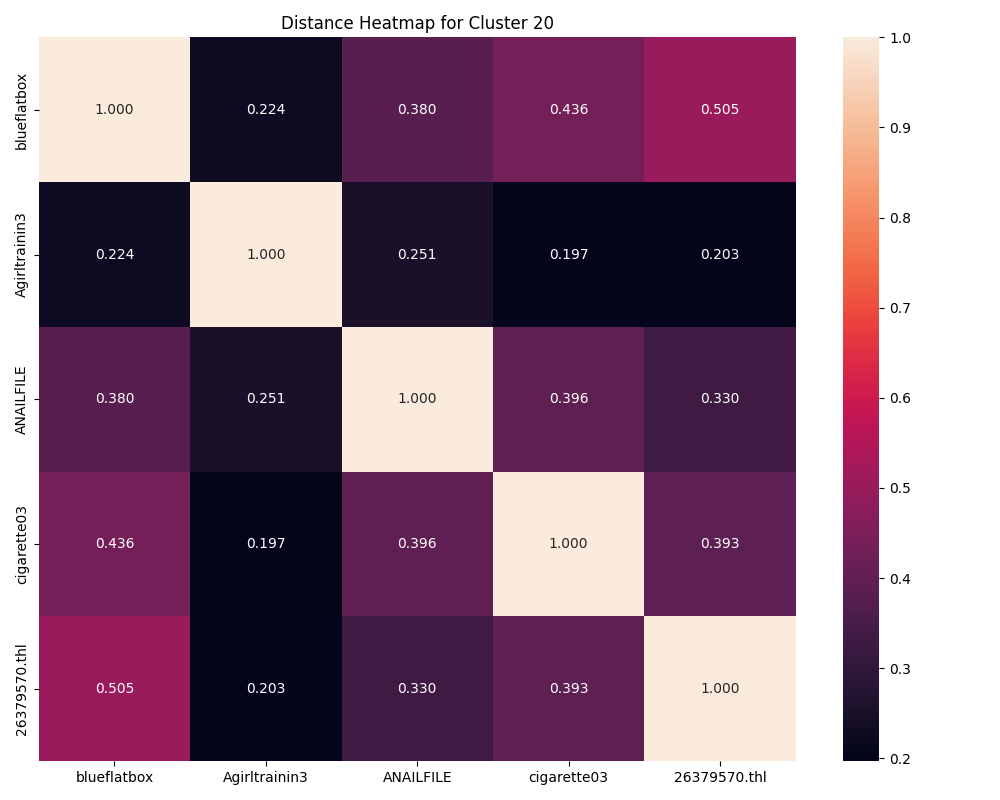 Distance Heatmap for Cluster 20
blueflatbox 1.000 0.224 0.380 0.436 0.505
Agirltrainin3 0.224 1.000 0.251 0.197 0.203
ANAILFILE 0.380 0.251 1.000 0.396 0.330
cigarette03 0.436 0.197 0.396 1.000 0.393
26379570.thl 0.505 0.203 0.330 0.393 1.000
blueflatbox Agirltrainin3 ANAILFILE cigarette03 26379570.thl
1.0
0.9
0.8
0.7
0.6
0.5
0.4
0.3
0.2